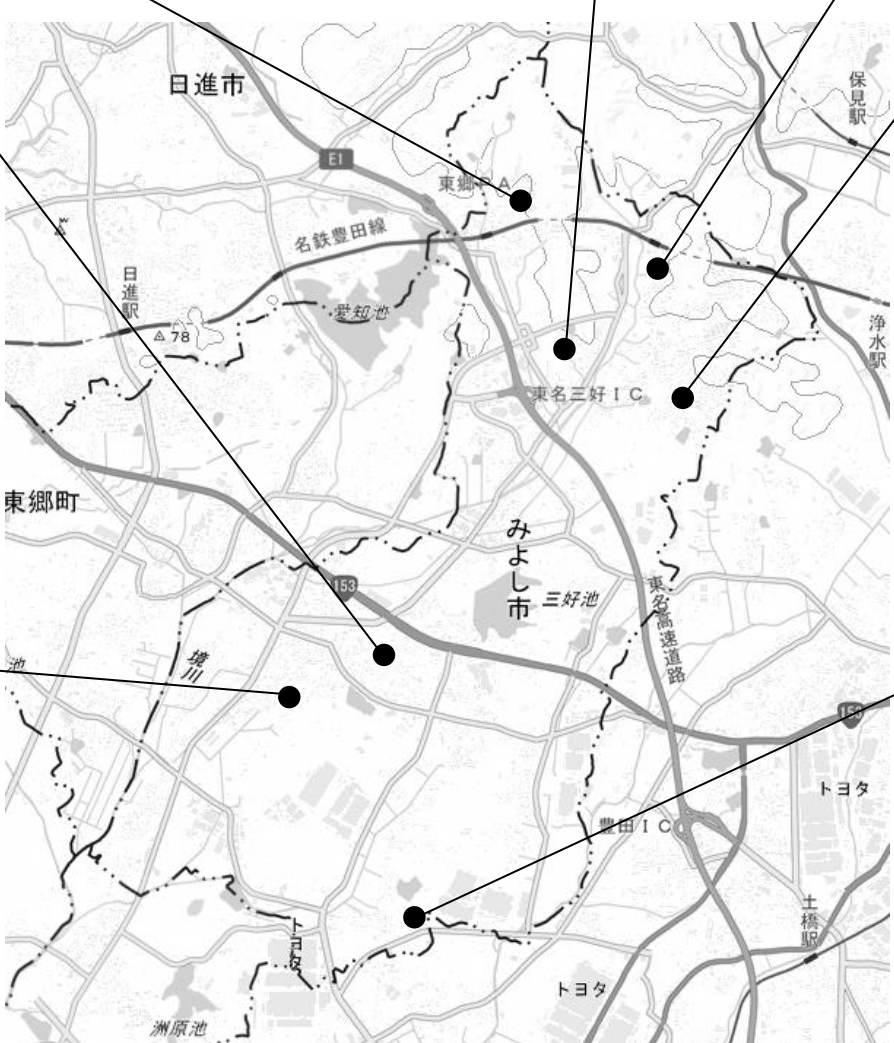 日進市
保見駅
E1
東郷PA
名鉄豊田線
日進駅
愛知池
78
浄水駅
東名三好IC
東郷町
みよし市
153
三好池
東名高速道路
池
境川
153
トヨタ
豊田IC
土橋駅
トヨタ
トヨタ
洲原池